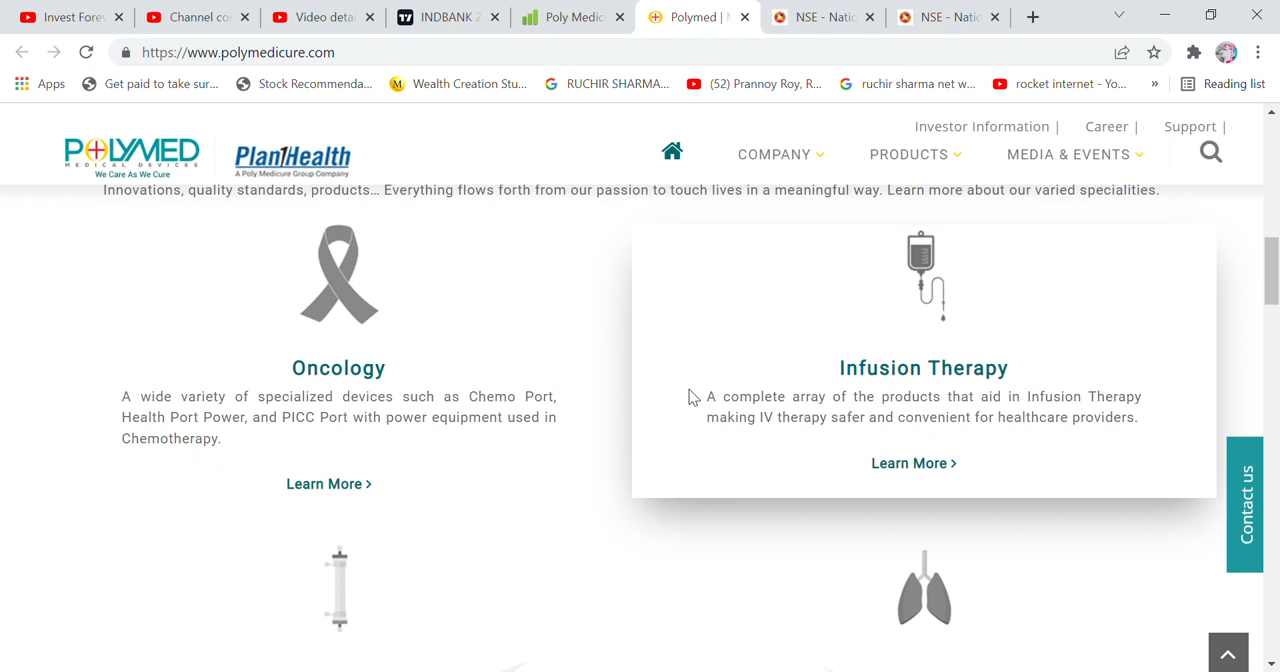 Invest Fore
Channel co
Video detai
INDBANK 2
Poly Medic
Polymed | M
NSE - Natio
NSE - Natio
https://www.polymedicure.com
Apps
Get paid to take sur...
Stock Recommenda...
Wealth Creation Stu...
RUCHIR SHARMA...
(52) Prannoy Roy, R...
ruchir sharma net w...
rocket internet - Yo...
»
Reading list
Investor Information |
Career |
Support |
POLYMED
MEDICAL DEVICES
We Care As We Cure
Plan1Health
A Poly Medicure Group Company
COMPANY
PRODUCTS
MEDIA & EVENTS
Innovations, quality standards, products... Everything flows forth from our passion to touch lives in a meaningful way. Learn more about our varied specialities.
Oncology
A wide variety of specialized devices such as Chemo Port,
Health Port Power, and PICC Port with power equipment used in
Chemotherapy.
Learn More >
Infusion Therapy
A complete array of the products that aid in Infusion Therapy
making IV therapy safer and convenient for healthcare providers.
Learn More >
Contact us